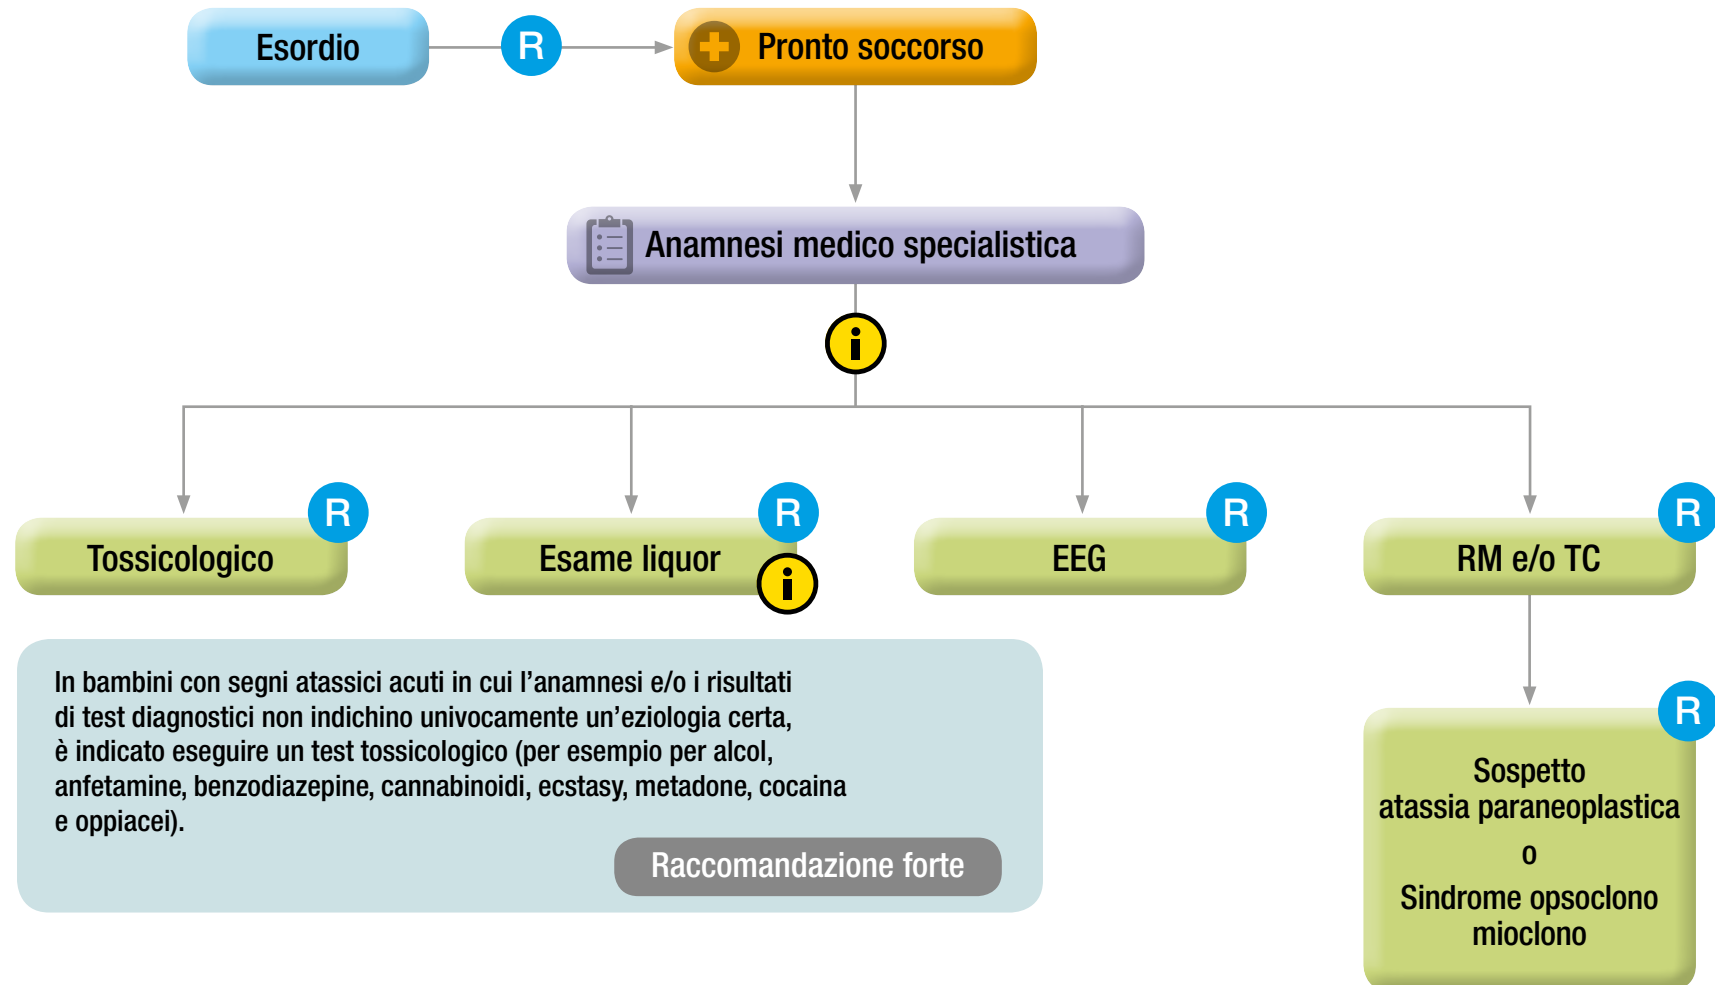 Esordio
R
Pronto soccorso
Anamnesi medico specialistica
i
R
Tossicologico
R
Esame liquor
i
R
EEG
R
RM e/o TC
In bambini con segni atassici acuti in cui l'anamnesi e/o i risultati
di test diagnostici non indichino univocamente un'eziologia certa,
è indicato eseguire un test tossicologico (per esempio per alcol,
anfetamine, benzodiazepine, cannabinoidi, ecstasy, metadone, cocaina
e oppiacei).
Raccomandazione forte
R
Sospetto
atassia paraneoplastica
o
Sindrome opsoclono
mioclono